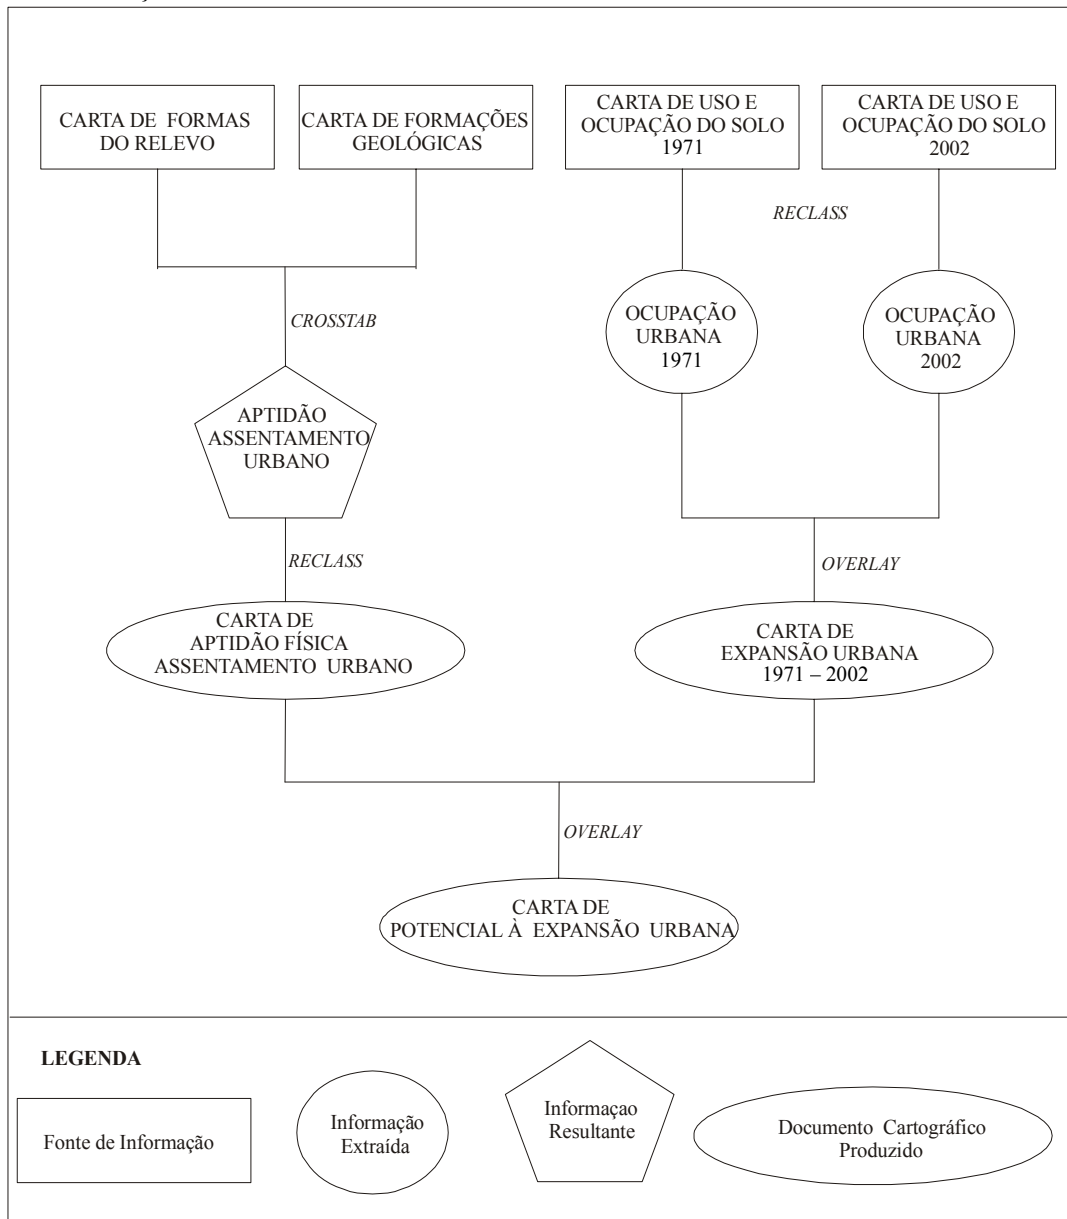 CARTA DE FORMAS
DO RELEVO
CARTA DE FORMAÇÕES
GEOLÓGICAS
CARTA DE USO E
OCUPAÇÃO DO SOLO
1971
CARTA DE USO E
OCUPAÇÃO DO SOLO
2002
RECLASS
CROSSTAB
OCUPAÇÃO
URBANA
1971
OCUPAÇÃO
URBANA
2002
APTIDÃO
ASSENTAMENTO
URBANO
RECLASS
OVERLAY
CARTA DE
APTIDÃO FÍSICA
ASSENTAMENTO URBANO
CARTA DE
EXPANSÃO URBANA
1971 – 2002
OVERLAY
CARTA DE
POTENCIAL À EXPANSÃO URBANA
LEGENDA
Fonte de Informação
Informação
Extraída
Informaçao
Resultante
Documento Cartográfico
Produzido